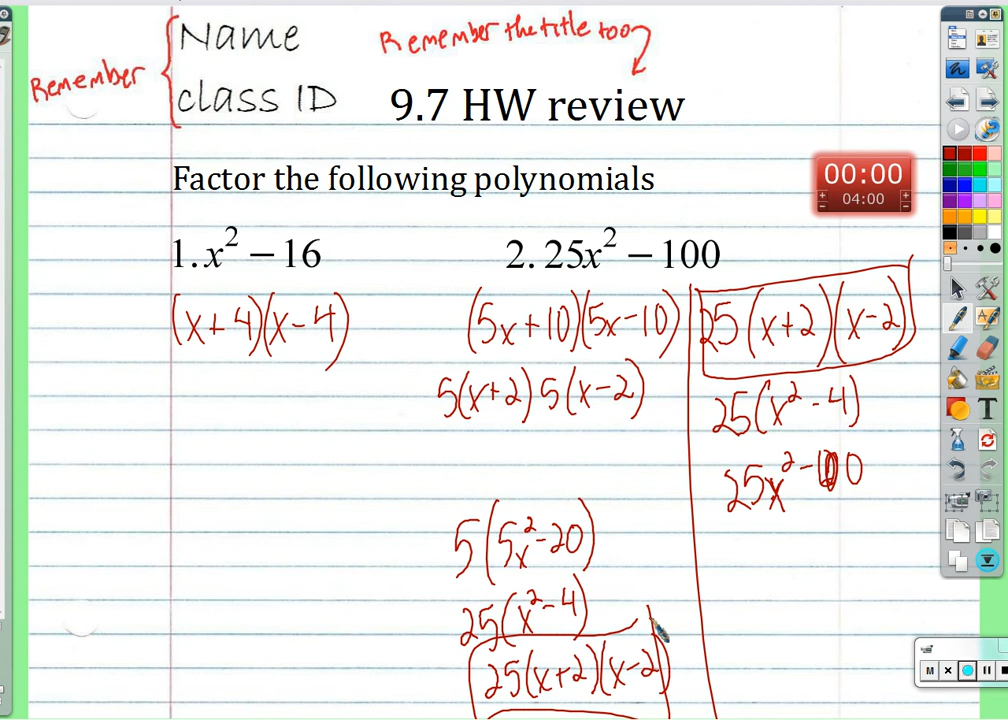 Remember
Name
class ID
Remember the title too
9.7 HW review
Factor the following polynomials
00:00
04:00
1. x² − 16
(x+4)(x−4)
2. 25x² − 100
(5x+10)(5x−10)
5(x+2) 5(x−2)
5(5x²−20)
25(x²−4)
25(x+2)(x−2)
25(x+2)(x−2)
25(x²−4)
25x²−100
T
M